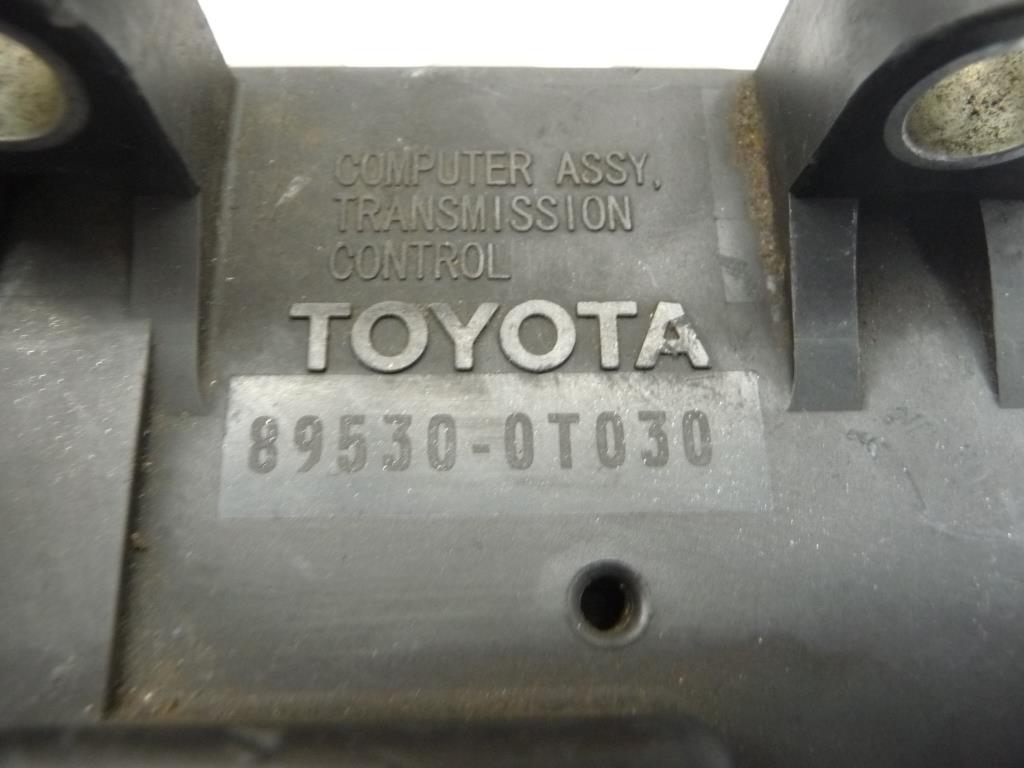 COMPUTER ASSY,
TRANSMISSION
CONTROL
TOYOTA
89530-0T030